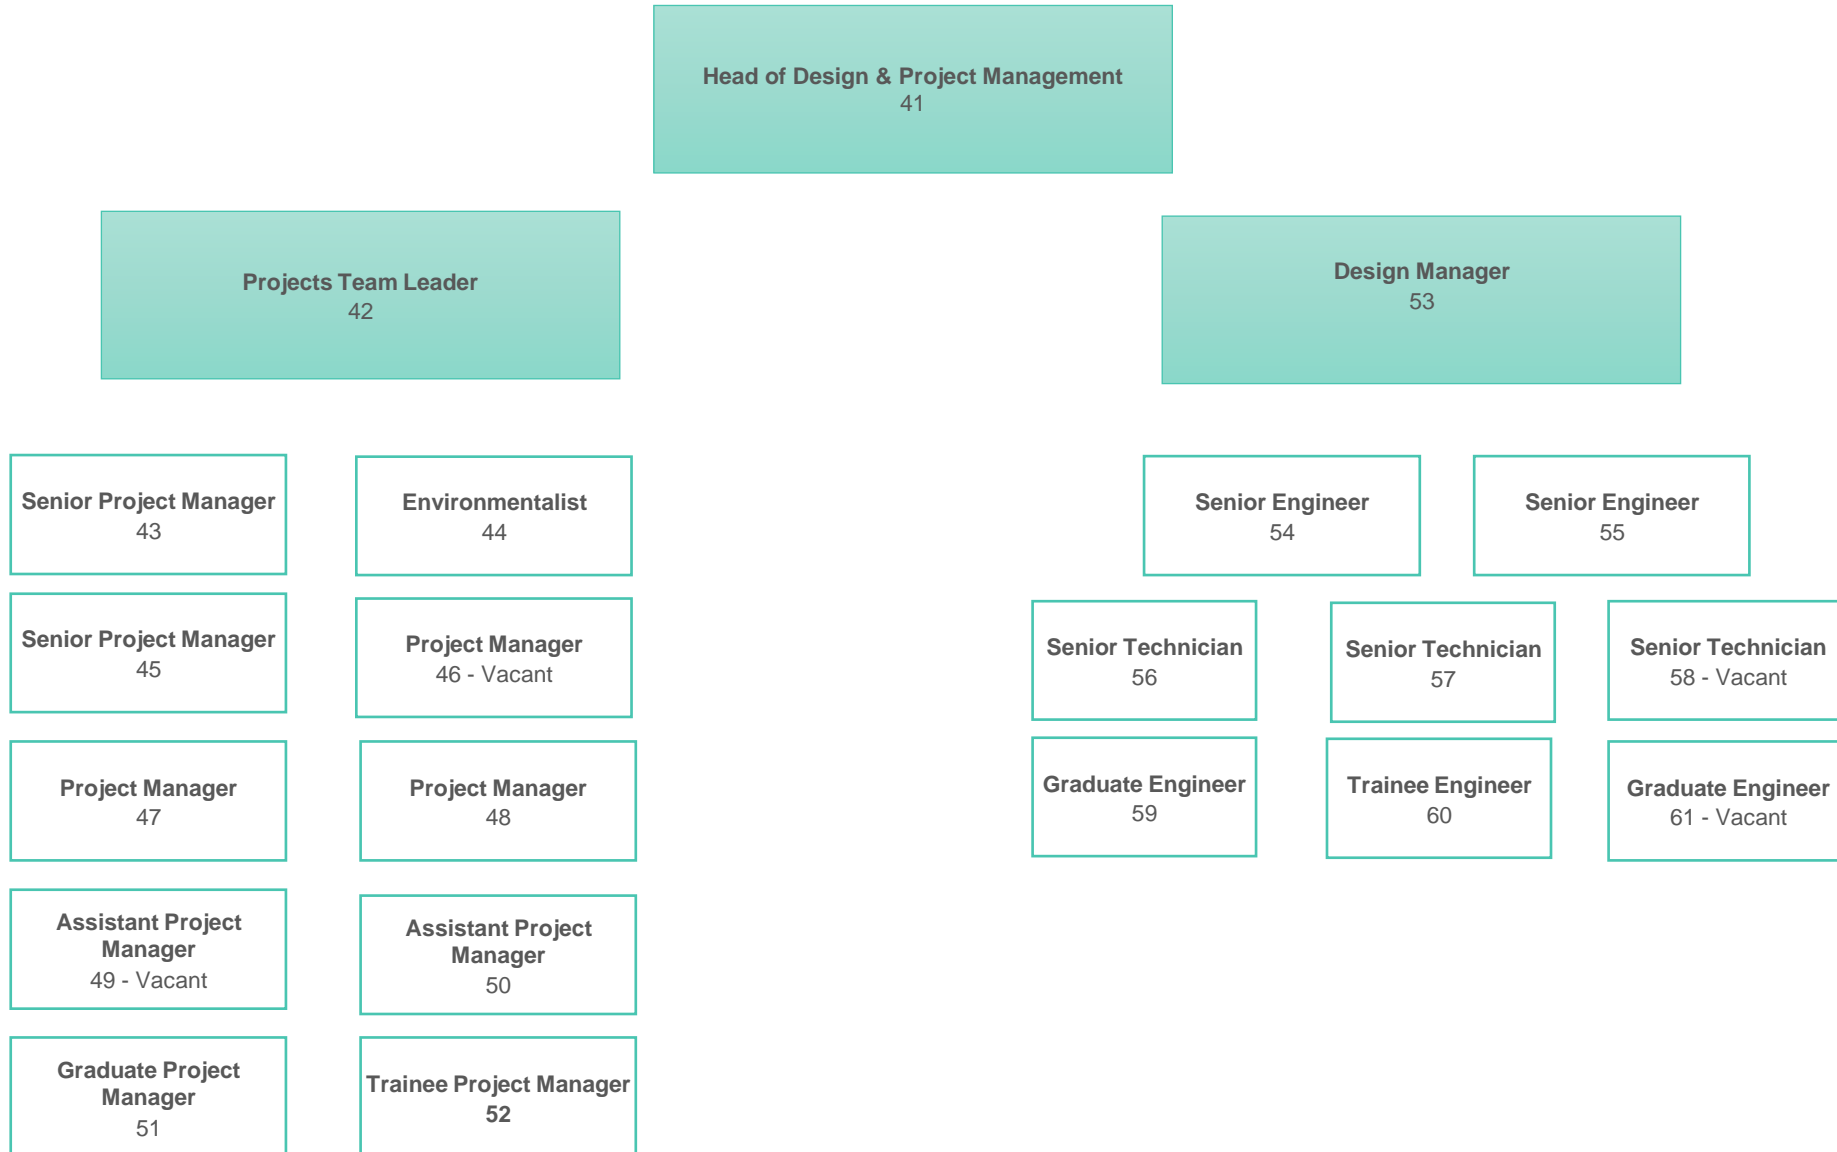 Head of Design & Project Management
41
Projects Team Leader
42
Design Manager
53
Senior Project Manager
43
Environmentalist
44
Senior Engineer
54
Senior Engineer
55
Senior Project Manager
45
Project Manager
46 - Vacant
Senior Technician
56
Senior Technician
57
Senior Technician
58 - Vacant
Project Manager
47
Project Manager
48
Graduate Engineer
59
Trainee Engineer
60
Graduate Engineer
61 - Vacant
Assistant Project
Manager
49 - Vacant
Assistant Project
Manager
50
Graduate Project
Manager
51
Trainee Project Manager
52